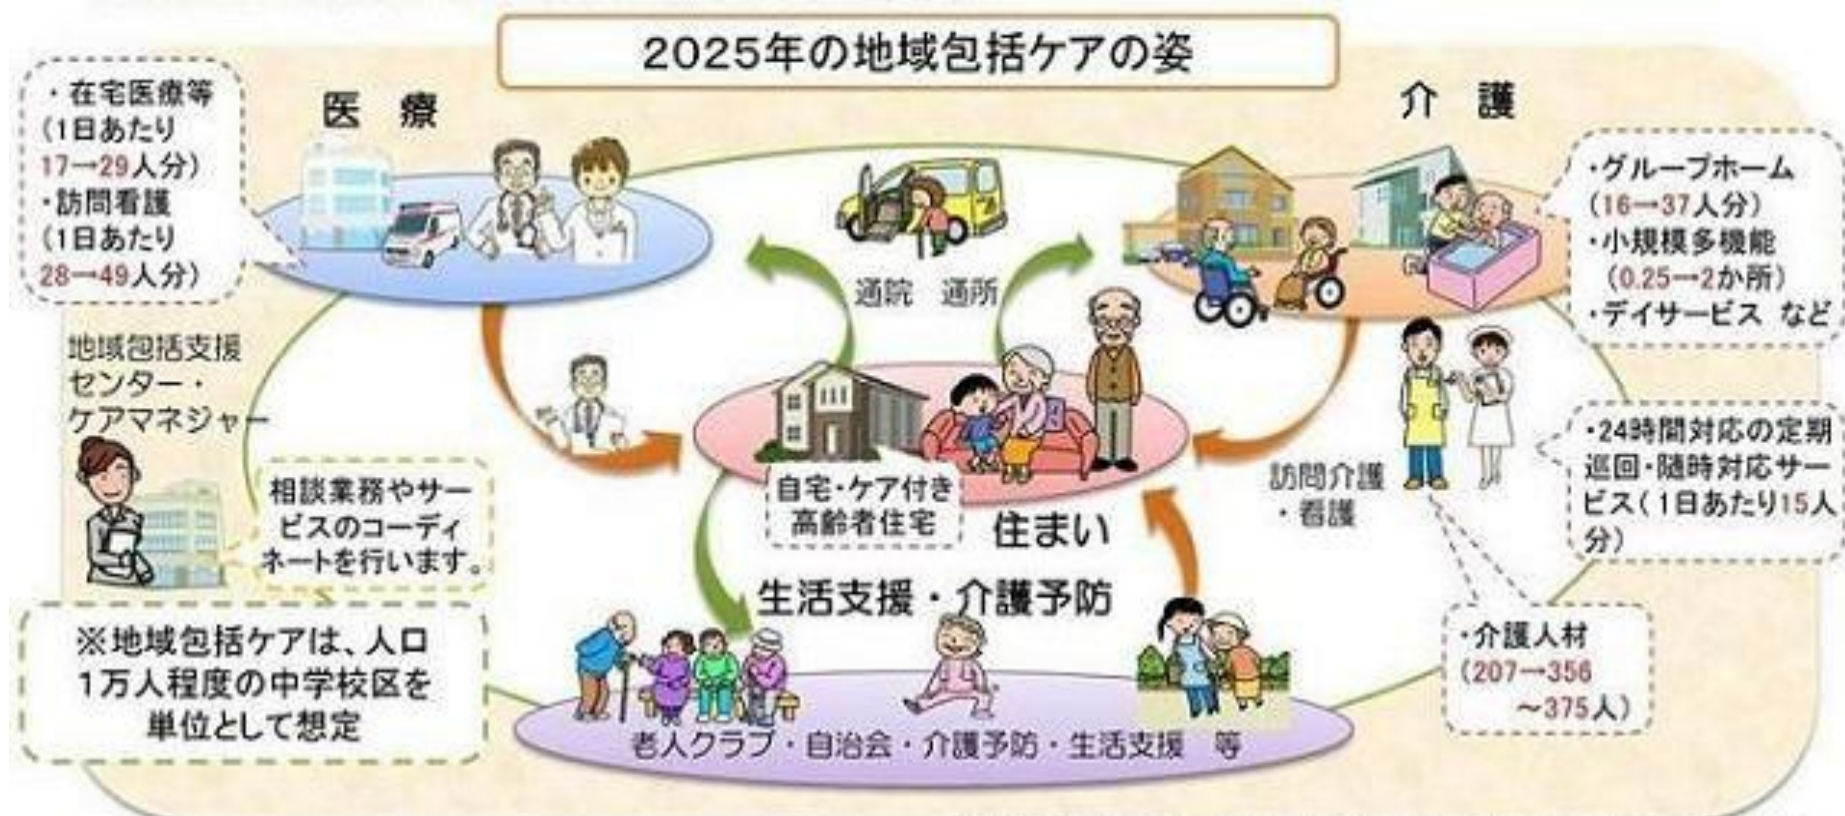 2025年の地域包括ケアの姿
・在宅医療等
(1日あたり
17→29人分)
・訪問看護
(1日あたり
28→49人分)
医 療
介 護
・グループホーム
(16→37人分)
・小規模多機能
(0.25→2か所)
・デイサービス など
通院 通所
地域包括支援
センター・
ケアマネジャー
相談業務やサー
ビスのコーディ
ネートを行います。
自宅・ケア付き
高齢者住宅
住まい
訪問介護
・看護
・24時間対応の定期
巡回・随時対応サー
ビス(1日あたり15人
分)
生活支援・介護予防
※地域包括ケアは、人口
1万人程度の中学校区を
単位として想定
・介護人材
(207→356
～375人)
老人クラブ・自治会・介護予防・生活支援 等